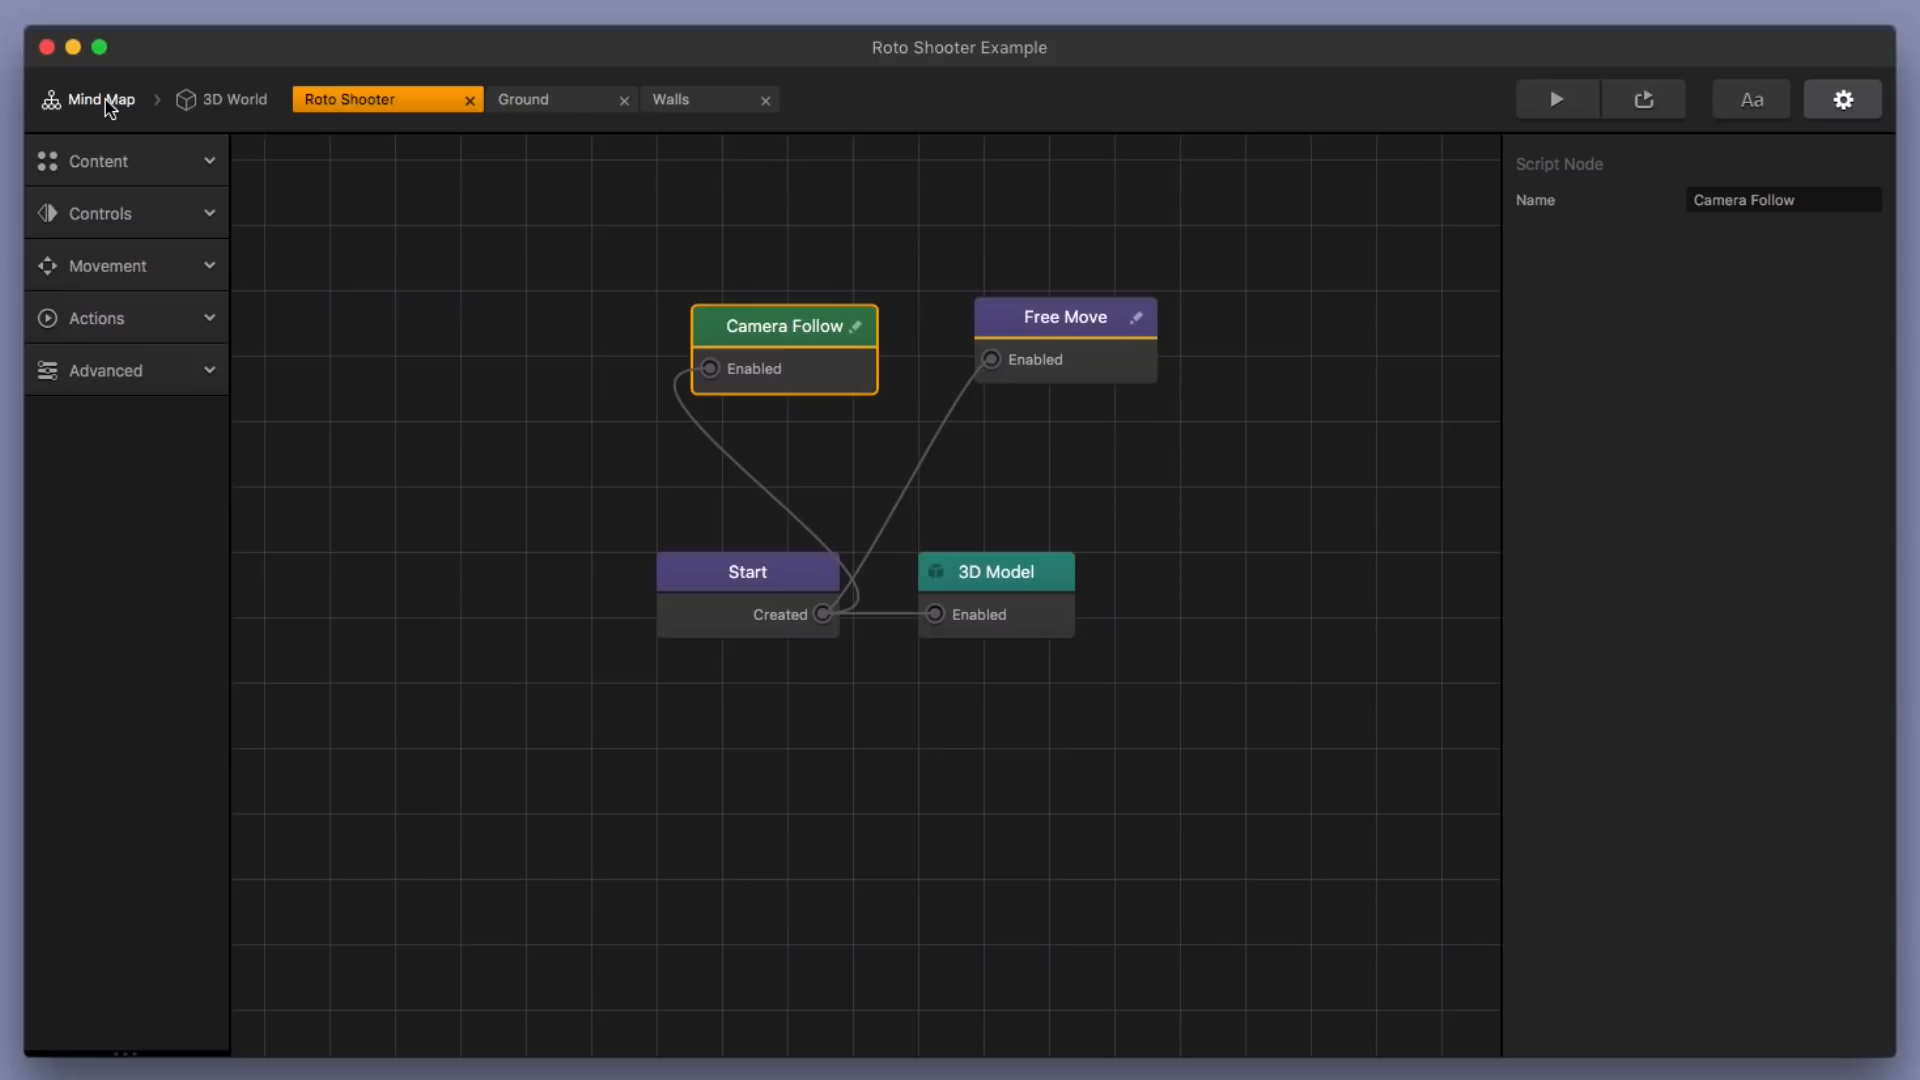 Roto Shooter Example
Mind Map
3D World
Roto Shooter
Ground
Walls
Aa
Content
Controls
Movement
Actions
Advanced
Camera Follow
Enabled
Free Move
Enabled
Start
Created
3D Model
Enabled
Script Node
Name
Camera Follow